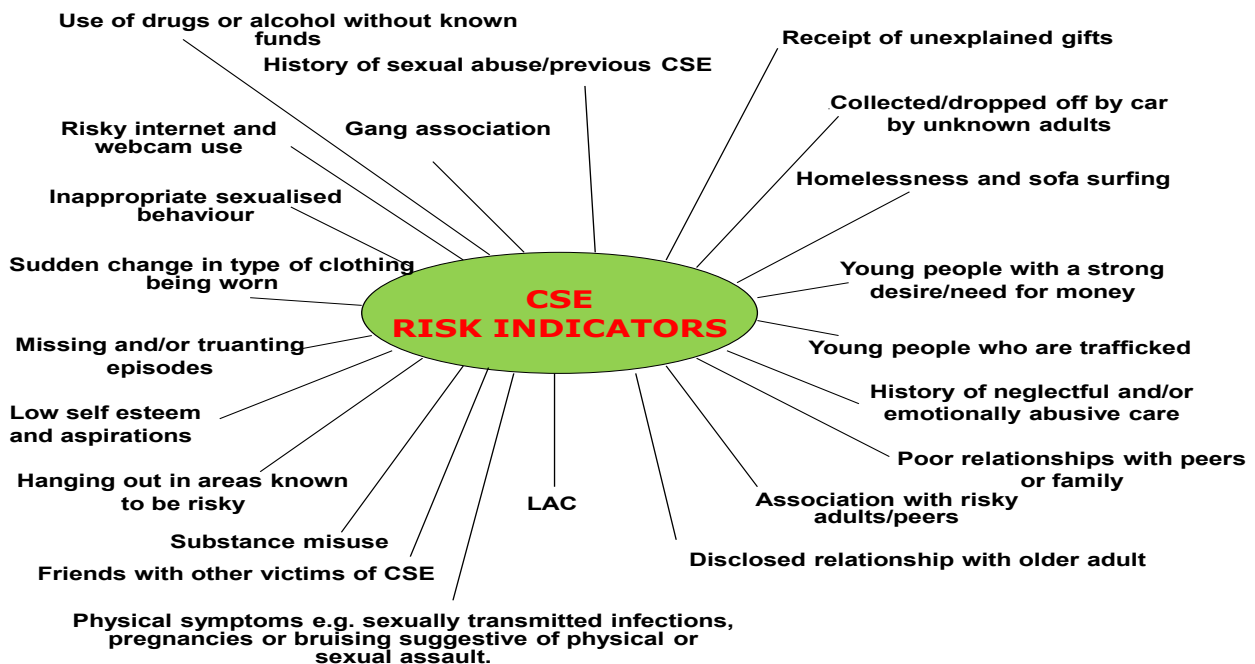 Use of drugs or alcohol without known
funds
History of sexual abuse/previous CSE
Receipt of unexplained gifts
Collected/dropped off by car
by unknown adults
Risky internet and
webcam use
Gang association
Homelessness and sofa surfing
Inappropriate sexualised
behaviour
Sudden change in type of clothing
being worn
Young people with a strong
desire/need for money
CSE
RISK INDICATORS
Missing and/or truanting
episodes
Young people who are trafficked
History of neglectful and/or
emotionally abusive care
Low self esteem
and aspirations
Poor relationships with peers
or family
Hanging out in areas known
to be risky
LAC
Association with risky
adults/peers
Substance misuse
Friends with other victims of CSE
Disclosed relationship with older adult
Physical symptoms e.g. sexually transmitted infections,
pregnancies or bruising suggestive of physical or
sexual assault.